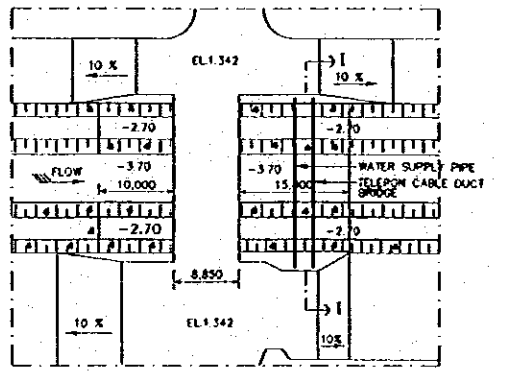 10 %
EL.1.342
I
10 %
-2.70
-2.70
-3.70
-3.70
WATER SUPPLY PIPE
FLOW
10,000
15,000
TELEPON CABLE DUCT
BRIDGE
-2.70
-2.70
8,850
10 %
EL.1.342
I
10%